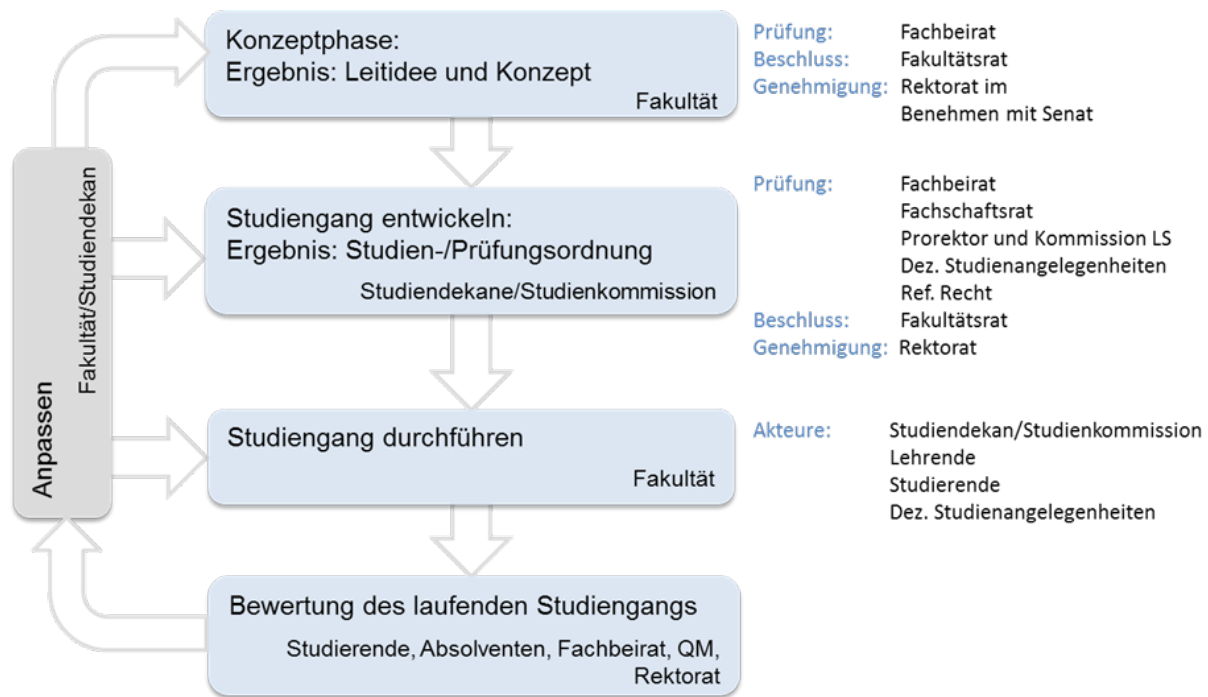 Konzeptphase:
Ergebnis: Leitidee und Konzept
Fakultät
Prüfung: Fachbeirat
Beschluss: Fakultätsrat
Genehmigung: Rektorat im
Benehmen mit Senat
Anpassen
Fakultät/Studiendekan
Studiengang entwickeln:
Ergebnis: Studien-/Prüfungsordnung
Studiendekane/Studienkommission
Prüfung: Fachbeirat
Fachschaftsrat
Prorektor und Kommission LS
Dez. Studienangelegenheiten
Ref. Recht
Beschluss: Fakultätsrat
Genehmigung: Rektorat
Studiengang durchführen
Fakultät
Akteure: Studiendekan/Studienkommission
Lehrende
Studierende
Dez. Studienangelegenheiten
Bewertung des laufenden Studiengangs
Studierende, Absolventen, Fachbeirat, QM,
Rektorat